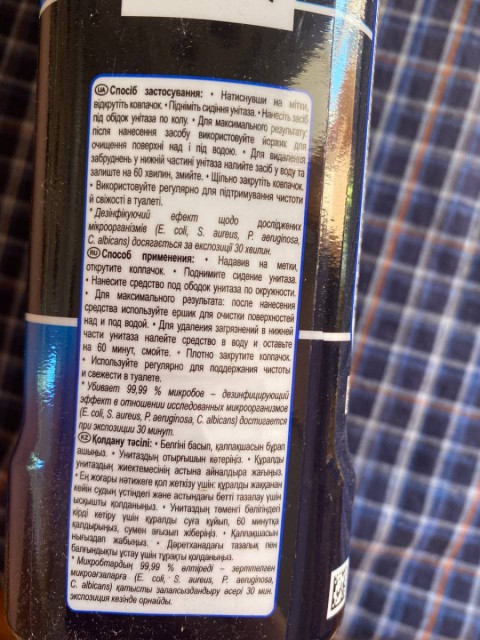 UA Спосіб застосування: • Натиснувши на мітки,
відкрутіть ковпачок. • Підніміть сидіння унітаза. • Нанесіть засіб
під ободок унітаза по колу. • Для максимального результату:
після нанесення засобу використовуйте йоржик для
очищення поверхні над і під водою. • Для видалення
забруднень у нижній частині унітаза налийте засіб у воду та
залиште на 60 хвилин, змийте. • Щільно закрутіть ковпачок.
• Використовуйте регулярно для підтримування чистоти
й свіжості в туалеті.
* Дезінфікуючий ефект щодо досліджених
мікроорганізмів (E. coli, S. aureus, P. aeruginosa,
C. albicans) досягається за експозиції 30 хвилин.
RU Способ применения: • Надавив на метки,
открутите колпачок. • Поднимите сидение унитаза.
• Нанесите средство под ободок унитаза по окружности.
• Для максимального результата: после нанесения
средства используйте ершик для очистки поверхностей
над и под водой. • Для удаления загрязнений в нижней
части унитаза налейте средство в воду и оставьте
на 60 минут, смойте. • Плотно закрутите колпачок.
• Используйте регулярно для поддержания чистоты
и свежести в туалете.
* Убивает 99,99 % микробов – дезинфицирующий
эффект в отношении исследованных микроорганизмов
(E. coli, S. aureus, P. aeruginosa, C. albicans) достигается
при экспозиции 30 минут.
KZ Қолдану тәсілі: • Белгіні басып, қалпақшасын бұрап
ашыңыз. • Унитаздың отырғышын көтеріңіз. • Құралды
унитаздың жиектемесінің астына айналдыра жағыңыз.
• Ең жоғары нәтижеге қол жеткізу үшін: құралды жаққаннан
кейін судың үстіндегі және астындағы бетті тазалау үшін
ысқышты қолданыңыз. • Унитаздың төменгі бөлігіндегі
кірді кетіру үшін құралды суға құйып, 60 минутқа
қалдырыңыз, сумен ағызып жіберіңіз. • Қалпақшасын
нығыздап жабыңыз. • Дәретханадағы тазалық пен
балғындықты ұстау үшін тұрақты қолданыңыз.
* Микробтардың 99,99 % өлтіреді – зерттелген
микроағзаларға (E. coli, S. aureus, P. aeruginosa,
C. albicans) қатысты залалсыздандыру әсері 30 мин.
экспозиция кезінде орнайды.